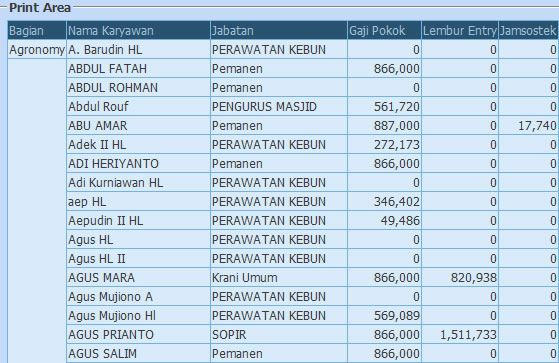 Print Area
Bagian Nama Karyawan Jabatan Gaji Pokok Lembur Entry Jamsostek
Agronomy A. Barudin HL PERAWATAN KEBUN 0 0 0
ABDUL FATAH Pemanen 866,000 0 0
ABDUL ROHMAN Pemanen 0 0 0
Abdul Rouf PENGURUS MASJID 561,720 0 0
ABU AMAR Pemanen 887,000 0 17,740
Adek II HL PERAWATAN KEBUN 272,173 0 0
ADI HERIYANTO Pemanen 866,000 0 0
Adi Kurniawan HL PERAWATAN KEBUN 0 0 0
aep HL PERAWATAN KEBUN 346,402 0 0
Aepudin II HL PERAWATAN KEBUN 49,486 0 0
Agus HL PERAWATAN KEBUN 0 0 0
Agus HL II PERAWATAN KEBUN 0 0 0
AGUS MARA Krani Umum 866,000 820,938 0
Agus Mujiono A PERAWATAN KEBUN 0 0 0
Agus Mujiono Hl PERAWATAN KEBUN 569,089 0 0
AGUS PRIANTO SOPIR 866,000 1,511,733 0
AGUS SALIM Pemanen 866,000 0 0